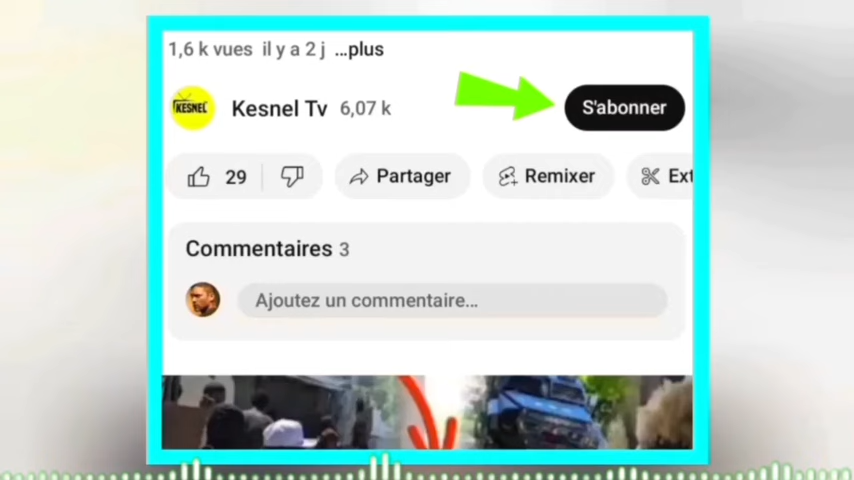 1,6 k vues il y a 2 j ...plus
KESNEL
Kesnel Tv 6,07 k
S'abonner
29
Partager
Remixer
Ext
Commentaires 3
Ajoutez un commentaire...